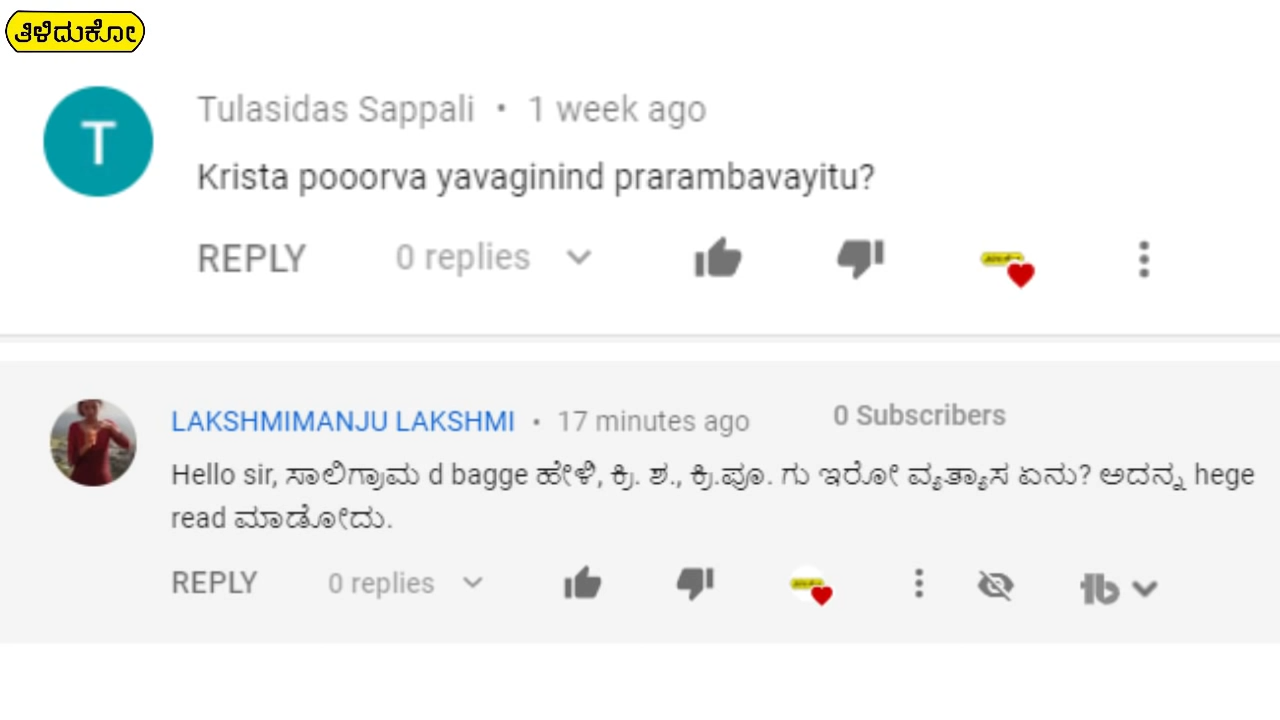 ತಿಳಿದುಕೋ
Tulasidas Sappali • 1 week ago
T
Krista pooorva yavaginind prarambavayitu?
REPLY 0 replies
LAKSHMIMANJU LAKSHMI • 17 minutes ago 0 Subscribers
Hello sir, ಸಾಲಿಗ್ರಾಮ d bagge ಹೇಳಿ, ಕ್ರಿ. ಶ., ಕ್ರಿ.ಪೂ. ಗು ಇರೋ ವ್ಯತ್ಯಾಸ ಏನು? ಅದನ್ನ hege
read ಮಾಡೋದು.
REPLY 0 replies